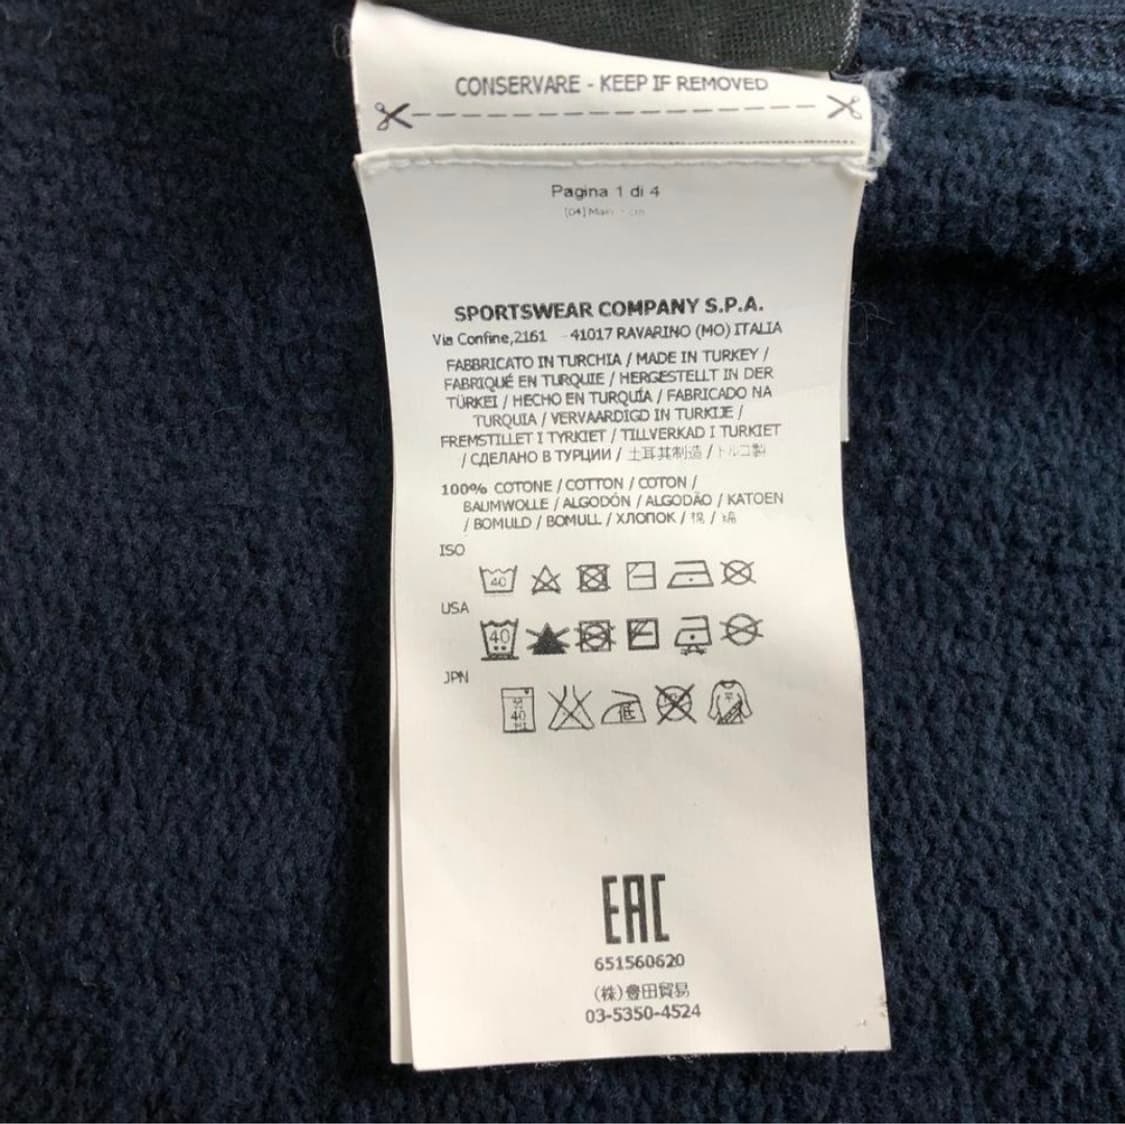 CONSERVARE - KEEP IF REMOVED
Pagina 1 di 4
[04]
SPORTSWEAR COMPANY S.P.A.
Via Confine,2161 - 41017 RAVARINO (MO) ITALIA
FABBRICATO IN TURCHIA / MADE IN TURKEY /
FABRIQUÉ EN TURQUIE / HERGESTELLT IN DER
TÜRKEI / HECHO EN TURQUÍA / FABRICADO NA
TURQUIA / VERVAARDIGD IN TURKIJE /
FREMSTILLET I TYRKIET / TILLVERKAD I TURKIET
/ СДЕЛАНО В ТУРЦИИ / 土耳其制造 / トルコ製
100% COTONE / COTTON / COTON /
BAUMWOLLE / ALGODÓN / ALGODÃO / KATOEN
/ BOMULD / BOMULL / ХЛОПОК / 棉 / 綿
ISO
40
USA
40
JPN
40
低
EAC
651560620
(株)豊田貿易
03-5350-4524